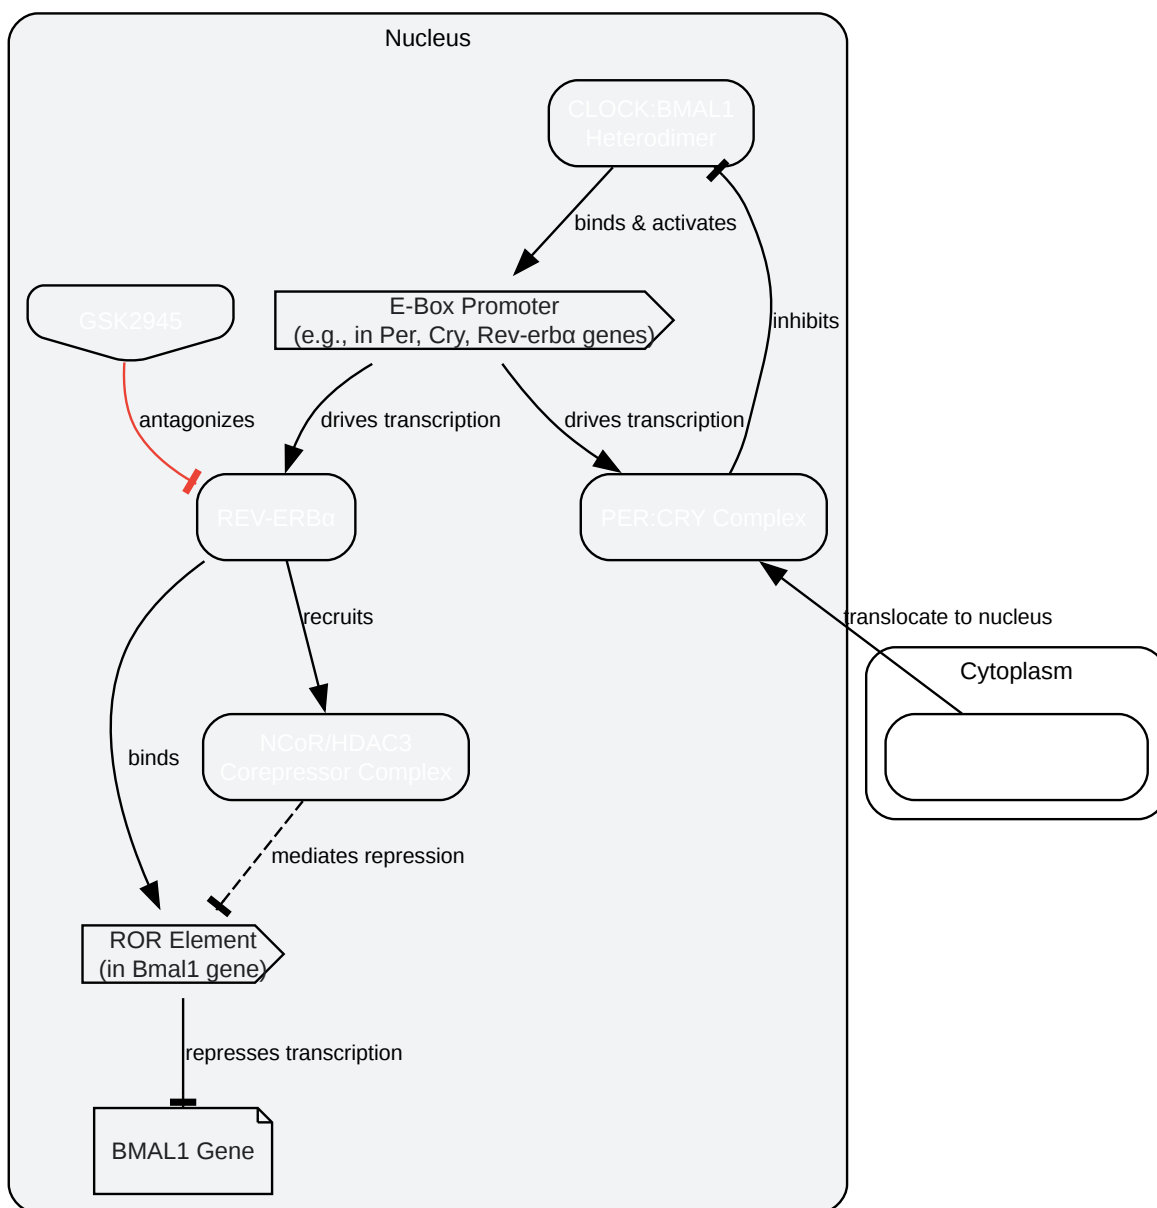 Nucleus
CLOCK:BMAL1
Heterodimer
binds & activates
GSK2945
E-Box Promoter
(e.g., in Per, Cry, Rev-erbα genes)
inhibits
antagonizes
drives transcription
drives transcription
REV-ERBα
PER:CRY Complex
recruits
translocate to nucleus
Cytoplasm
NCoR/HDAC3
Corepressor Complex
binds
mediates repression
ROR Element
(in Bmal1 gene)
represses transcription
BMAL1 Gene